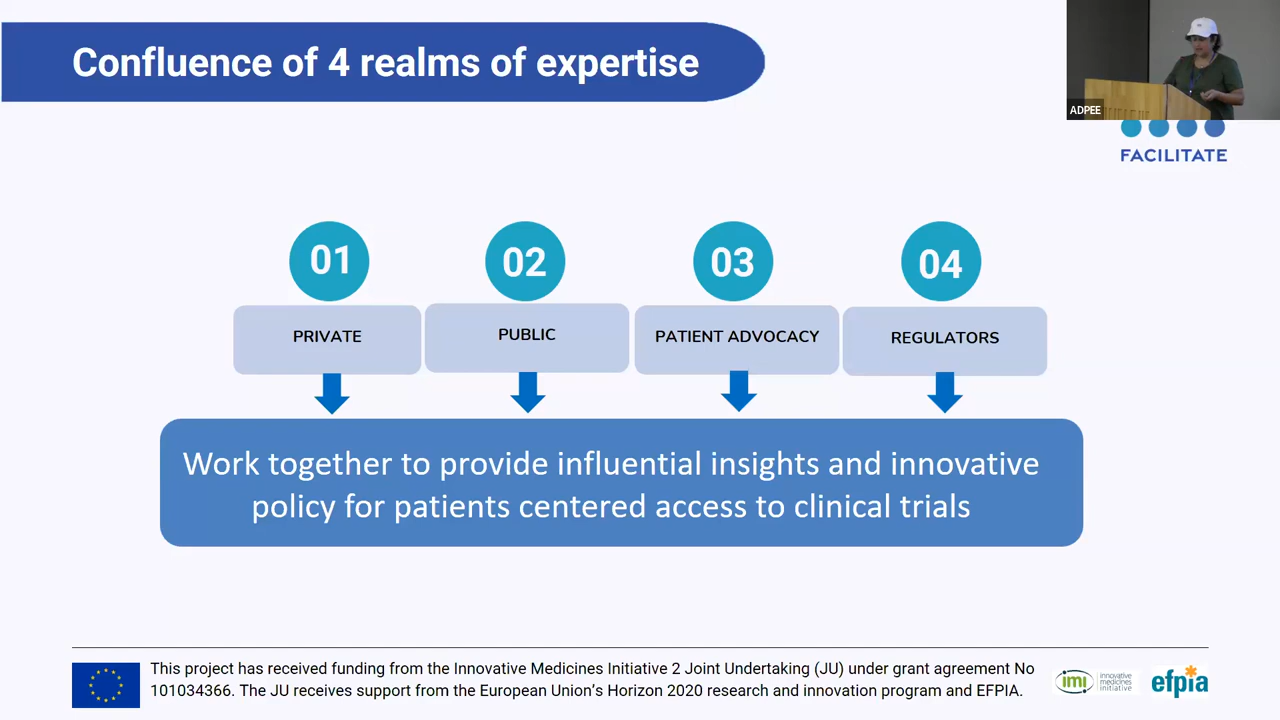 Confluence of 4 realms of expertise
ADPEE
FACILITATE
01
02
03
04
PRIVATE
PUBLIC
PATIENT ADVOCACY
REGULATORS
Work together to provide influential insights and innovative
policy for patients centered access to clinical trials
This project has received funding from the Innovative Medicines Initiative 2 Joint Undertaking (JU) under grant agreement No
101034366. The JU receives support from the European Union’s Horizon 2020 research and innovation program and EFPIA.
imi
innovative
medicines
initiative
efpia